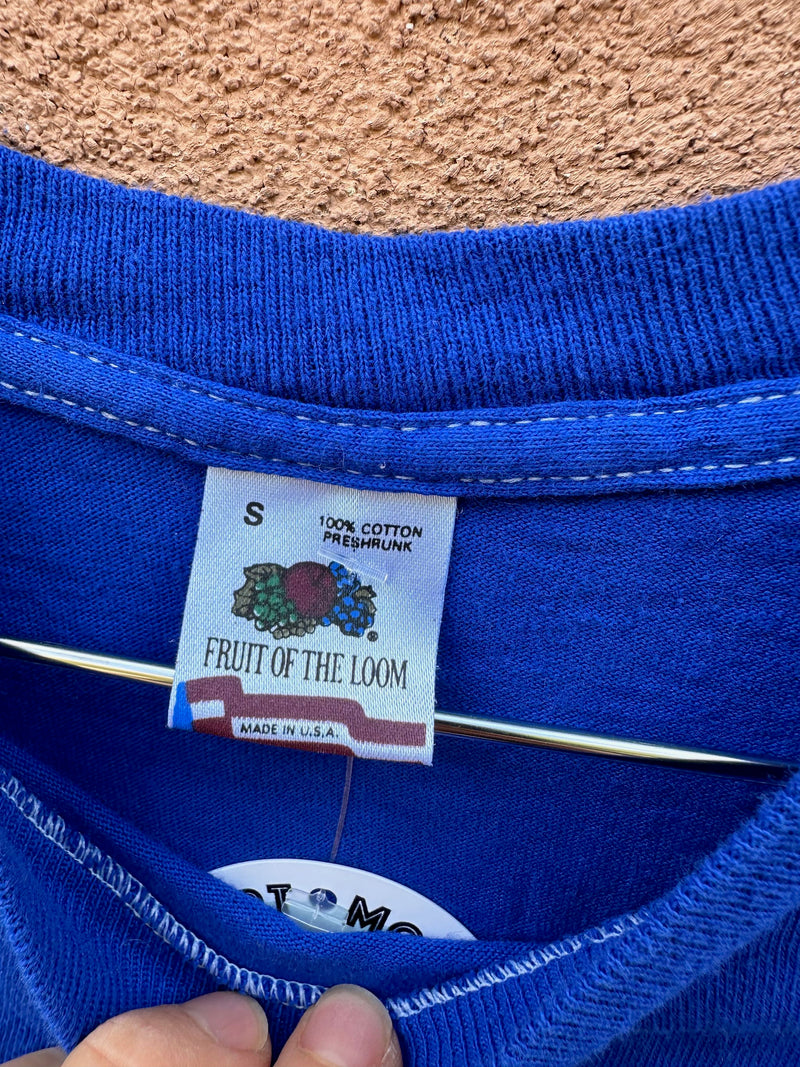 S
100% COTTON
PRESHRUNK
®
FRUIT OF THE LOOM
MADE IN U.S.A.